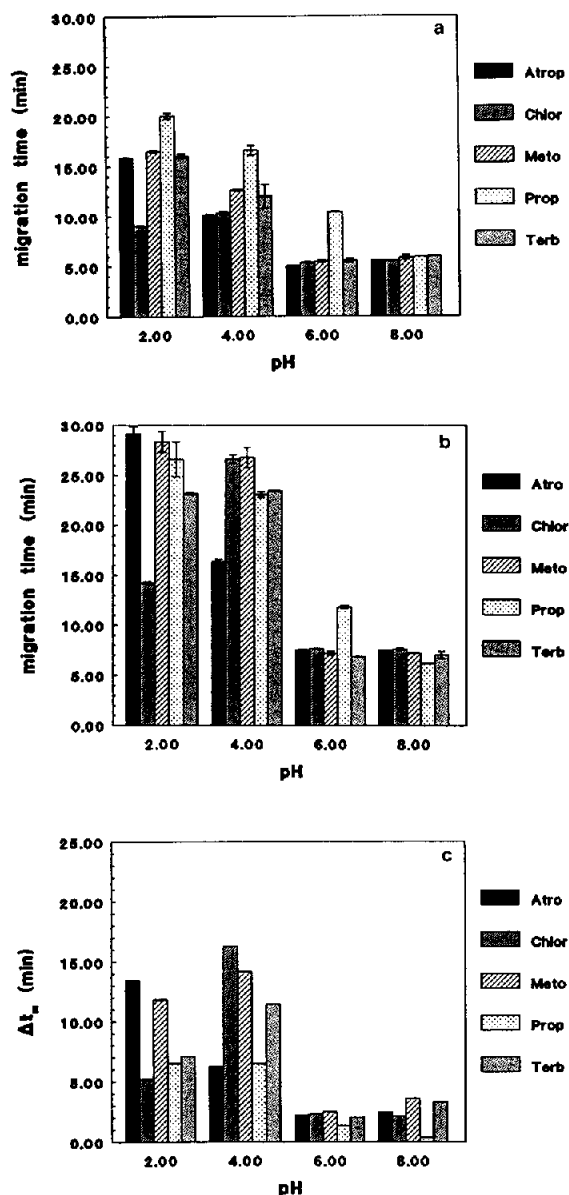 a
30.00
25.00
20.00
15.00
10.00
5.00
0.00
migration time (min)
2.00 4.00 6.00 8.00
pH
Atrop
Chlor
Meto
Prop
Terb
b
30.00
25.00
20.00
15.00
10.00
5.00
0.00
migration time (min)
2.00 4.00 6.00 8.00
pH
Atro
Chlor
Meto
Prop
Terb
c
25.00
20.00
15.00
10.00
5.00
0.00
Δtₘ (min)
2.00 4.00 6.00 8.00
pH
Atro
Chlor
Meto
Prop
Terb